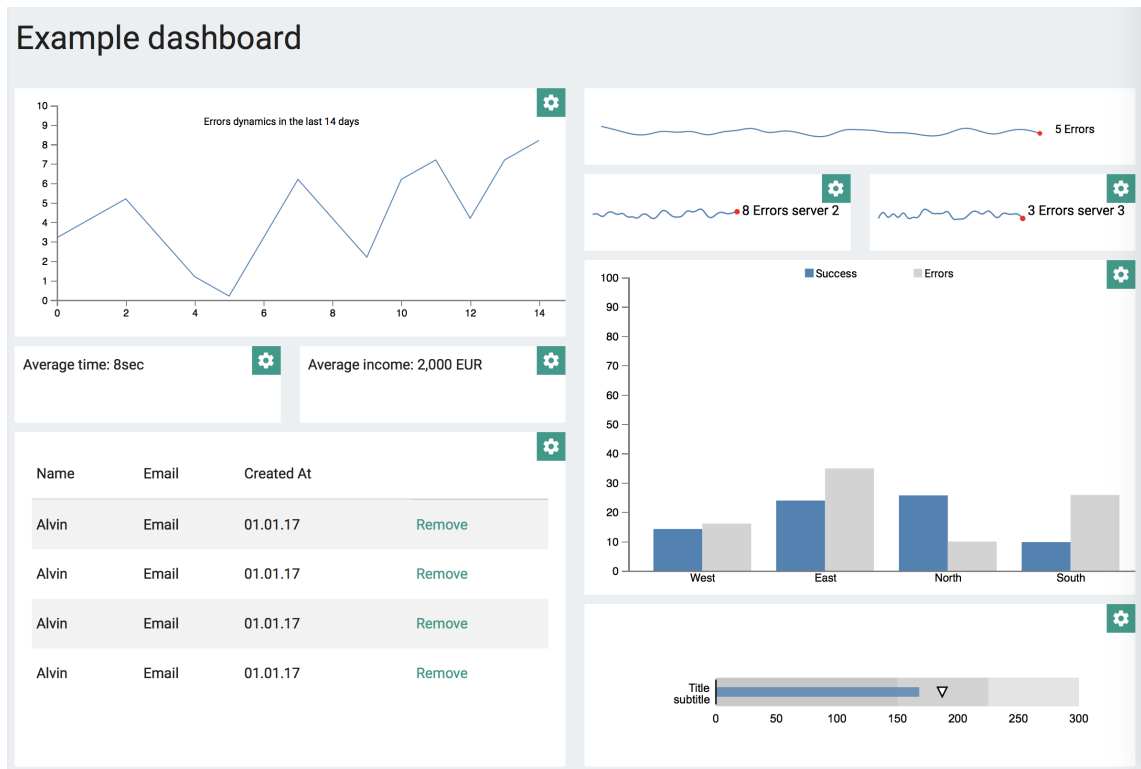 Example dashboard
Errors dynamics in the last 14 days
10
9
8
7
6
5
4
3
2
1
0
0 2 4 6 8 10 12 14
5 Errors
8 Errors server 2
3 Errors server 3
Average time: 8sec
Average income: 2,000 EUR
Name Email Created At
Alvin Email 01.01.17 Remove
Alvin Email 01.01.17 Remove
Alvin Email 01.01.17 Remove
Alvin Email 01.01.17 Remove
Success Errors
100
90
80
70
60
50
40
30
20
10
0
West East North South
Title
subtitle
0 50 100 150 200 250 300